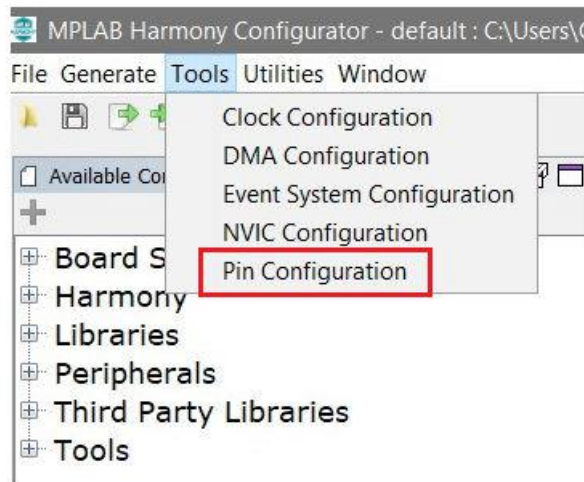 MPLAB Harmony Configurator - default : C:\Users\
File Generate Tools Utilities Window
Clock Configuration
DMA Configuration
Available
Event System Configuration
NVIC Configuration
Board S
Pin Configuration
Harmony
Libraries
Peripherals
Third Party Libraries
Tools